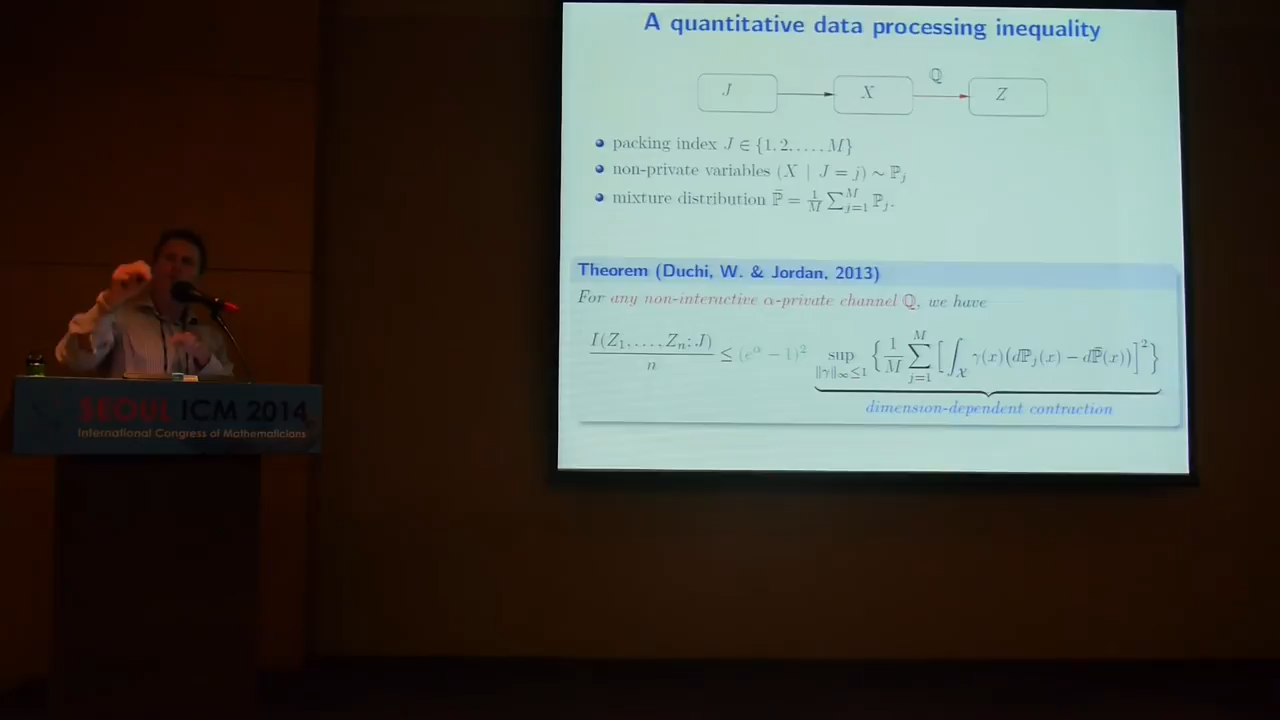 A quantitative data processing inequality
J X ℚ Z
packing index J ∈ {1, 2, . . . , M}
non-private variables (X | J = j) ∼ ℙ_j
mixture distribution ℙ̄ = 1/M ∑_{j=1}^{M} ℙ_j.
Theorem (Duchi, W. & Jordan, 2013)
For any non-interactive α-private channel ℚ, we have
I(Z_1, . . . , Z_n; J) / n ≤ (e^α − 1)^2 sup_{‖γ‖_∞ ≤ 1} { 1/M ∑_{j=1}^{M} [ ∫_𝒳 γ(x)(dℙ_j(x) − dℙ̄(x)) ]^2 }
dimension-dependent contraction
SEOUL ICM 2014
International Congress of Mathematicians